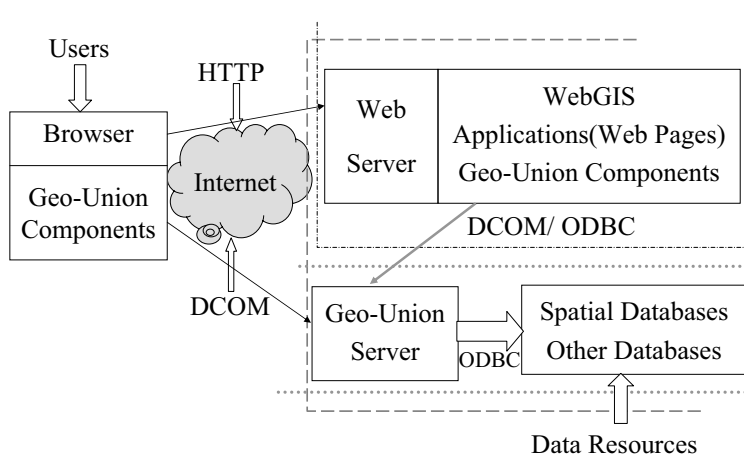 Users
HTTP
Browser
Geo-Union
Components
Internet
DCOM
Web
Server
WebGIS
Applications(Web Pages)
Geo-Union Components
DCOM/ ODBC
Geo-Union
Server
ODBC
Spatial Databases
Other Databases
Data Resources